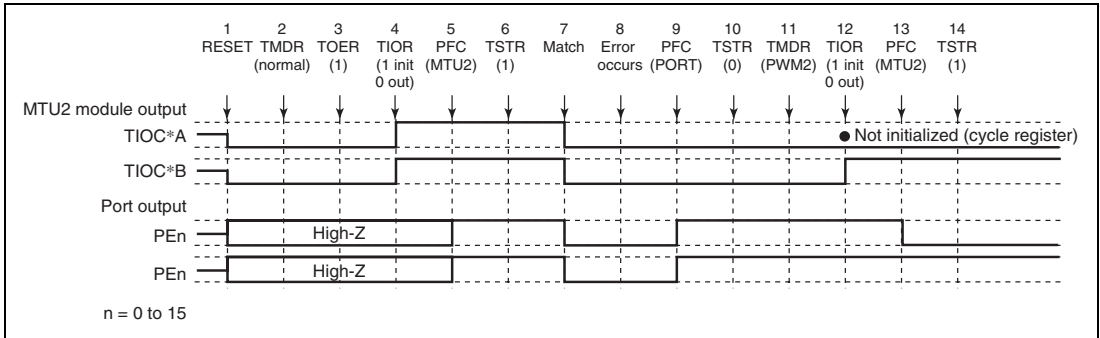 1 2 3 4 5 6 7 8 9 10 11 12 13 14
RESET TMDR TOER TIOR PFC TSTR Match Error PFC TSTR TMDR TIOR PFC TSTR
(normal) (1) (1 init (MTU2) (1) occurs (PORT) (0) (PWM2) (1 init (MTU2) (1)
0 out) 0 out)
MTU2 module output
TIOC*A ● Not initialized (cycle register)
TIOC*B
Port output
PEn High-Z
PEn High-Z
n = 0 to 15